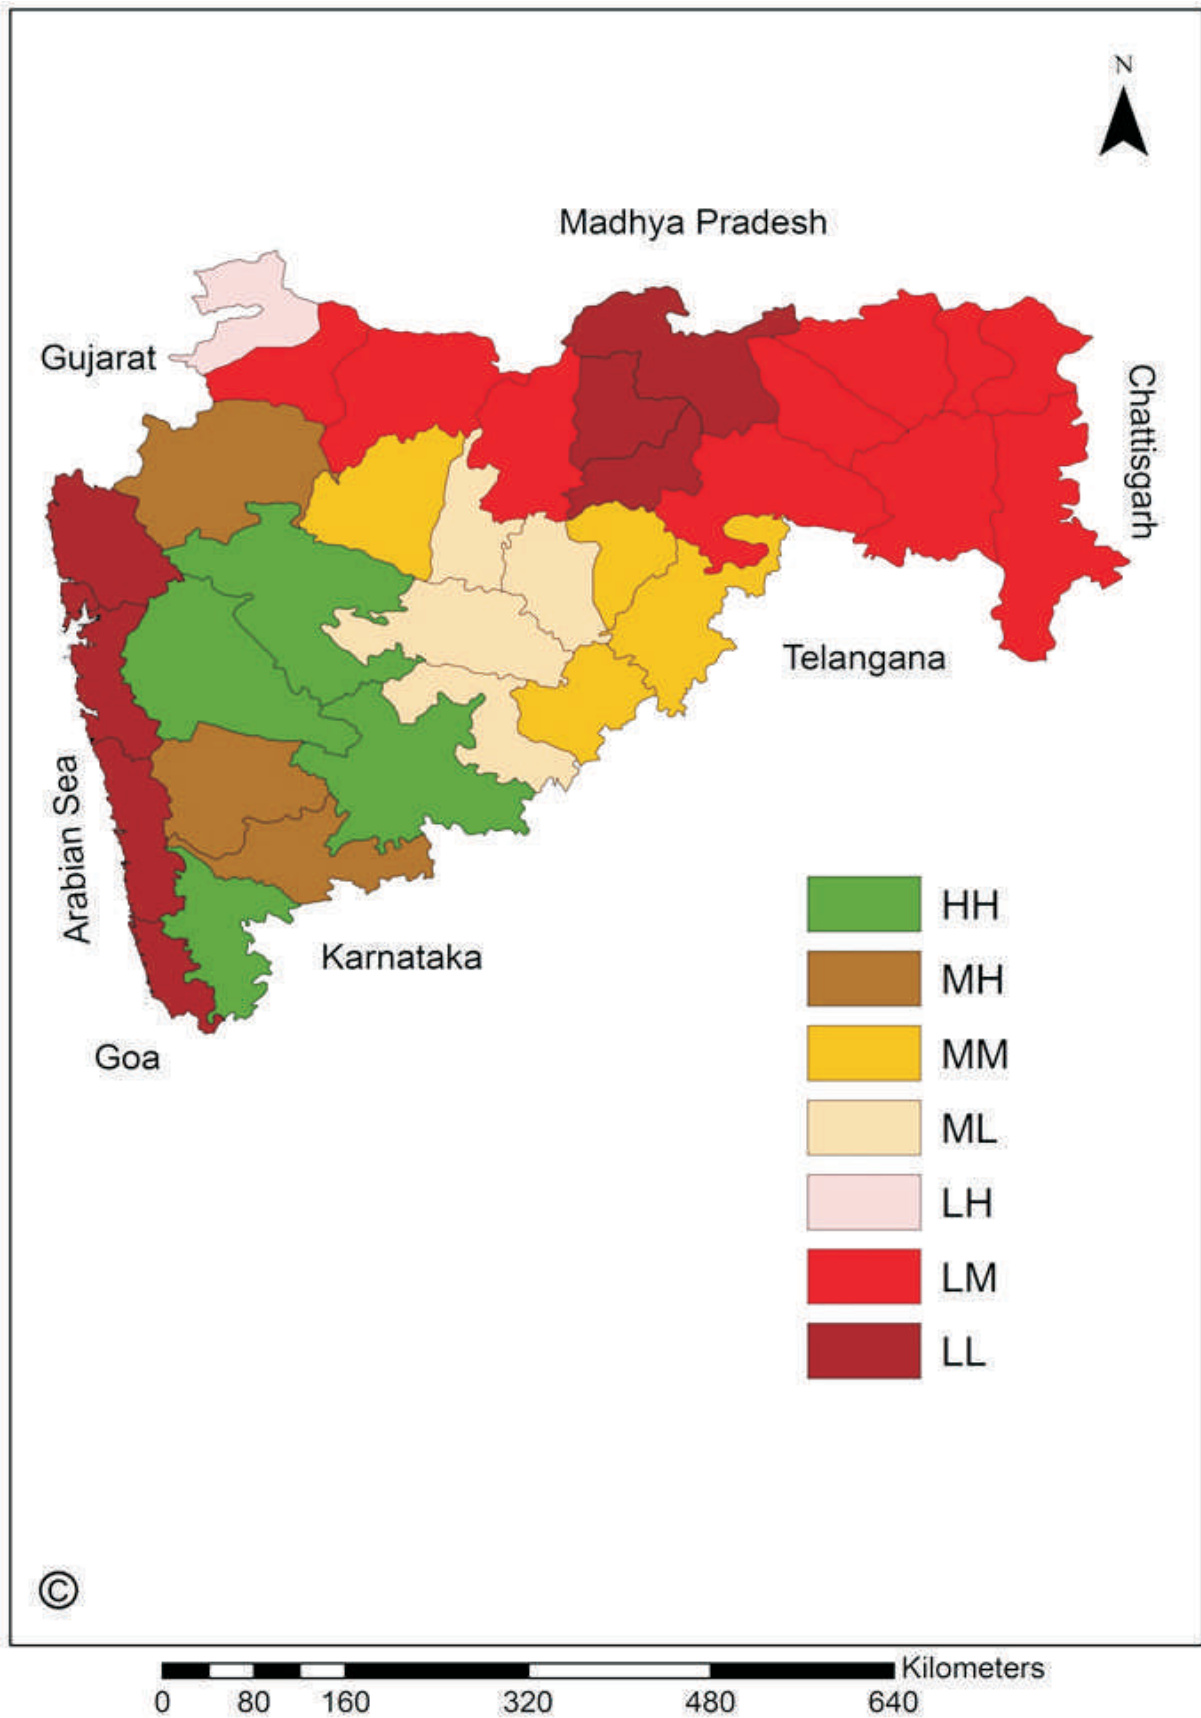 N
Madhya Pradesh
Gujarat
Chattisgarh
Telangana
Arabian Sea
Karnataka
Goa
HH
MH
MM
ML
LH
LM
LL
©
Kilometers
0 80 160 320 480 640